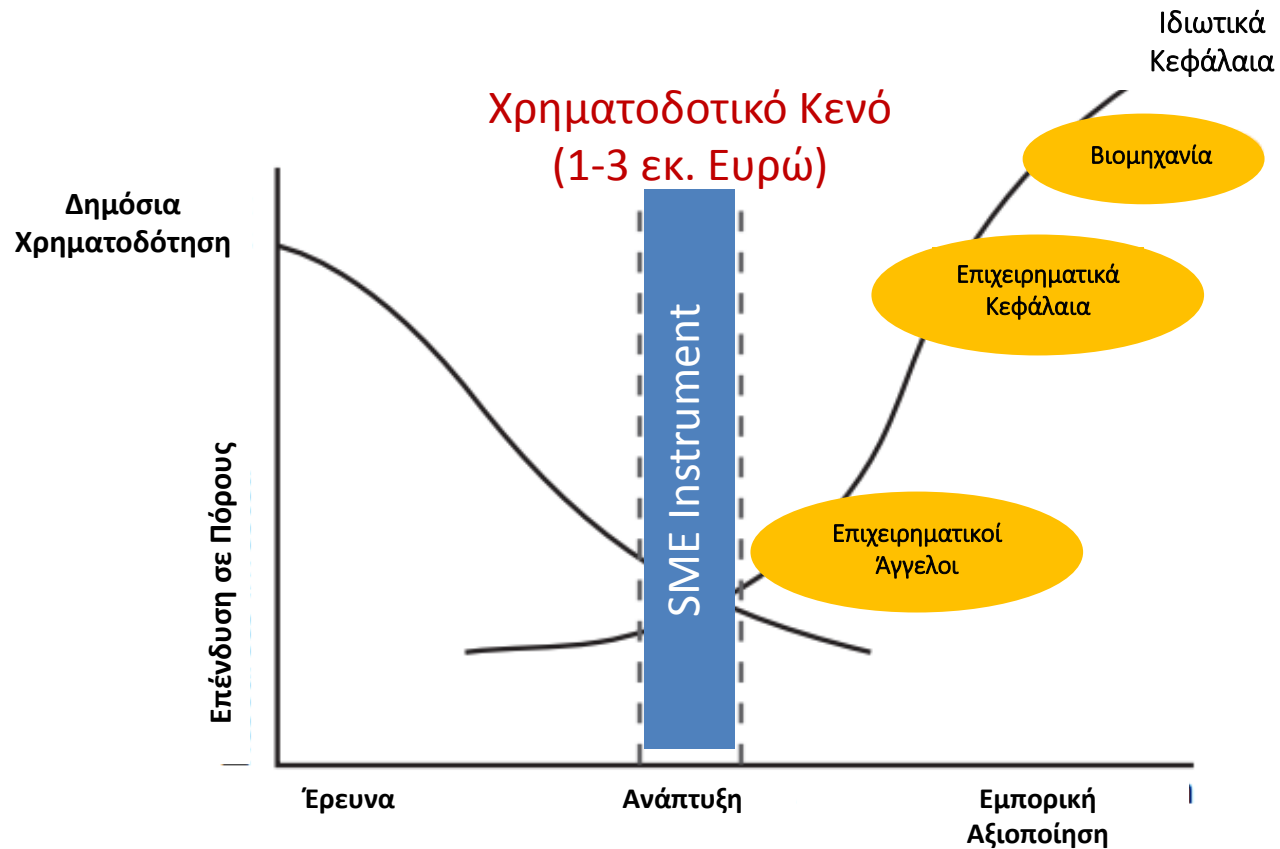 Ιδιωτικά
Κεφάλαια
Χρηματοδοτικό Κενό
(1-3 εκ. Ευρώ)
Βιομηχανία
Δημόσια
Χρηματοδότηση
Επιχειρηματικά
Κεφάλαια
SME Instrument
Επένδυση σε Πόρους
Επιχειρηματικοί
Άγγελοι
Έρευνα
Ανάπτυξη
Εμπορική
Αξιοποίηση